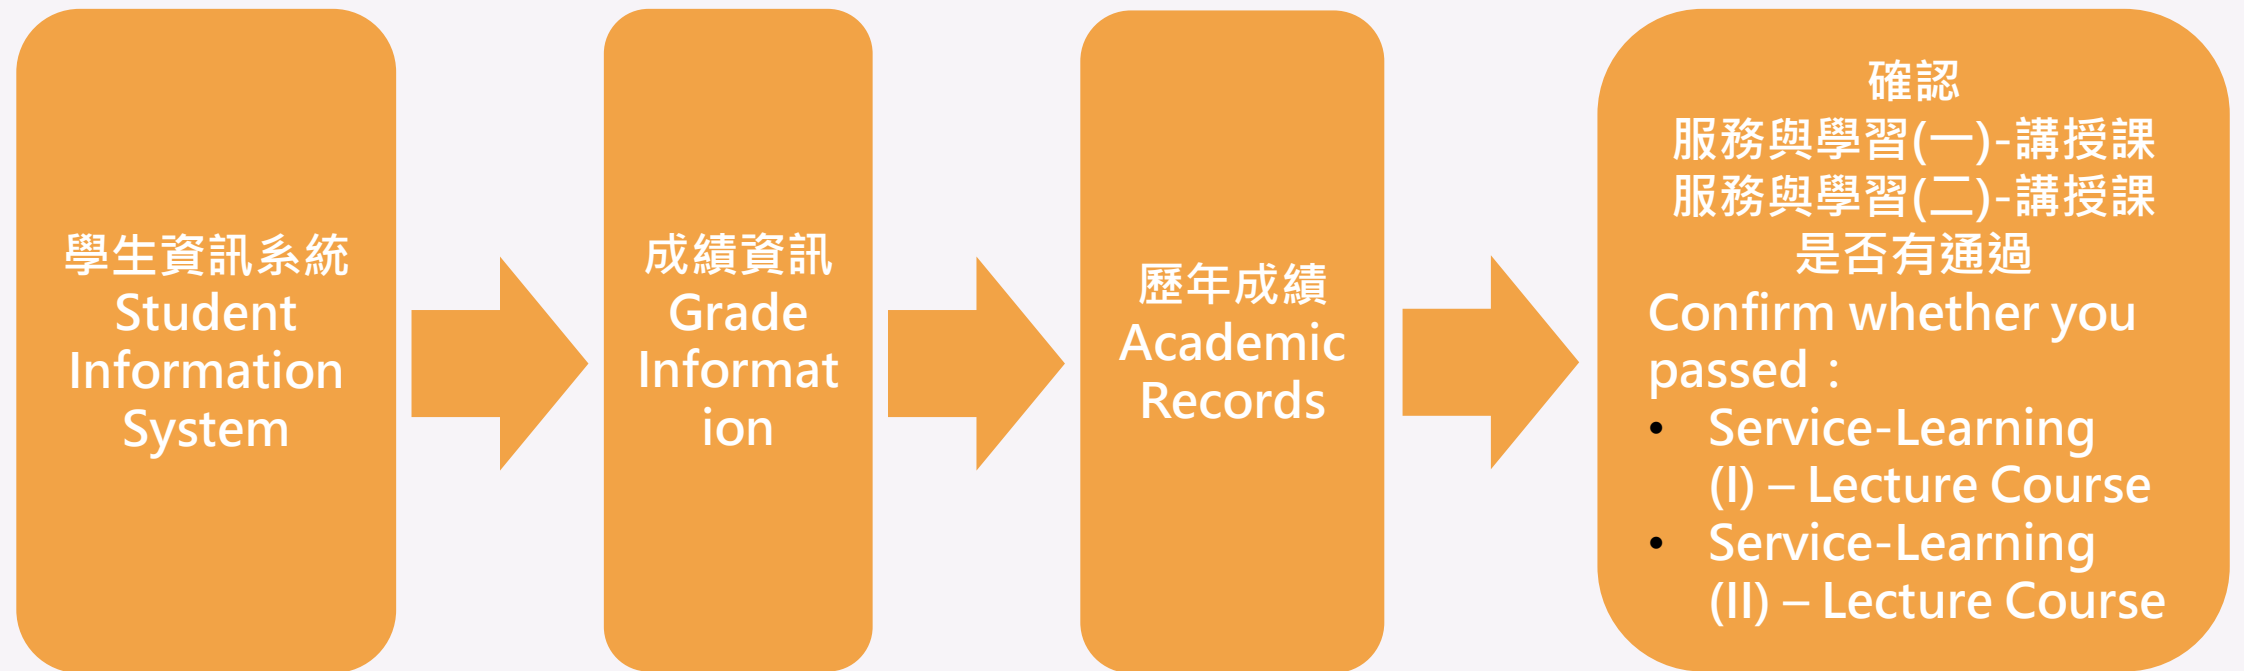 學生資訊系統
Student
Information
System
成績資訊
Grade
Informat
ion
歷年成績
Academic
Records
確認
服務與學習(一)-講授課
服務與學習(二)-講授課
是否有通過
Confirm whether you
passed：
• Service-Learning
(I) – Lecture Course
• Service-Learning
(II) – Lecture Course